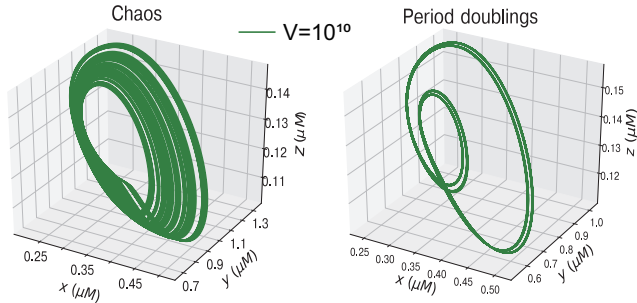 Chaos
V=10¹⁰
Period doublings
0.14
0.13
0.12
0.11
z (μM)
1.3
1.1
0.9
0.7
y (μM)
0.25
0.35
0.45
x (μM)
0.15
0.14
0.13
0.12
z (μM)
1.0
0.9
0.8
0.7
0.6
y (μM)
0.25
0.30
0.35
0.40
0.45
0.50
x (μM)